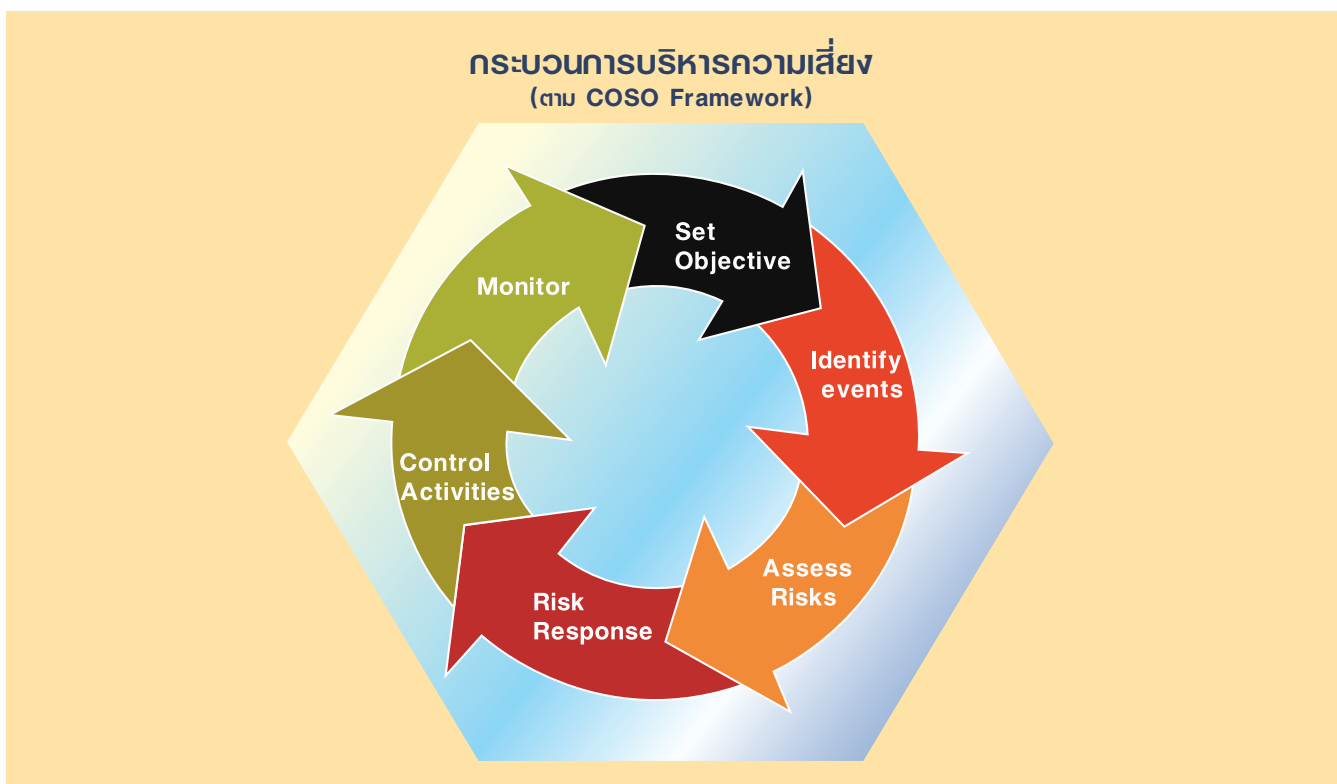 กระบวนการบริหารความเสี่ยง
(ตาม COSO Framework)
Set
Objective
Identify
events
Assess
Risks
Risk
Response
Control
Activities
Monitor